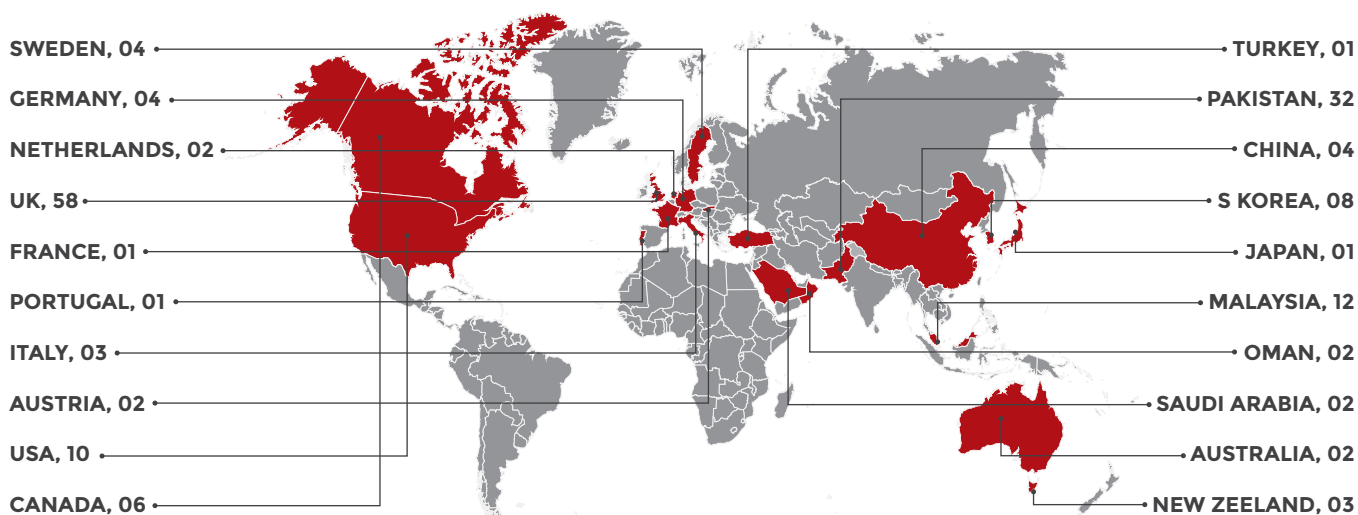 SWEDEN, 04
GERMANY, 04
NETHERLANDS, 02
UK, 58
FRANCE, 01
PORTUGAL, 01
ITALY, 03
AUSTRIA, 02
USA, 10
CANADA, 06
TURKEY, 01
PAKISTAN, 32
CHINA, 04
S KOREA, 08
JAPAN, 01
MALAYSIA, 12
OMAN, 02
SAUDI ARABIA, 02
AUSTRALIA, 02
NEW ZEELAND, 03